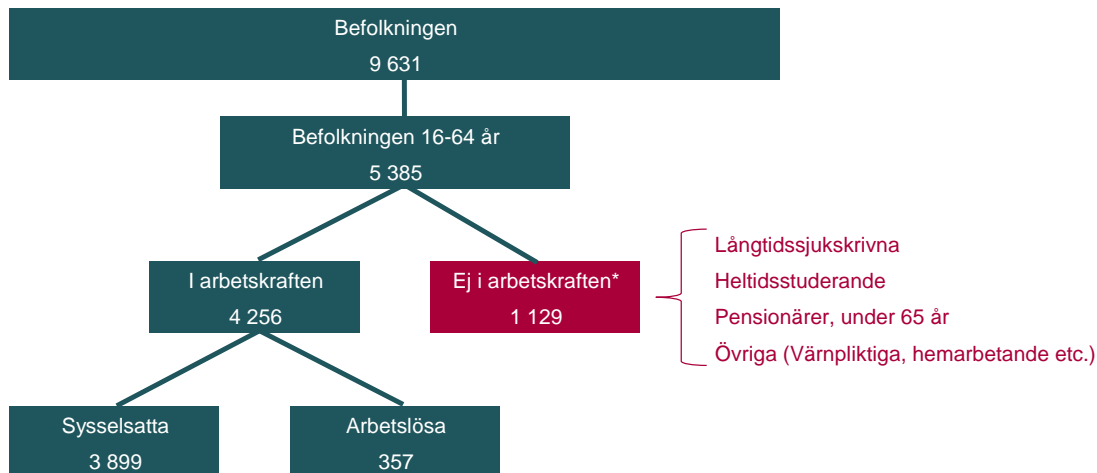 Befolkningen
9 631
Befolkningen 16-64 år
5 385
I arbetskraften
4 256
Ej i arbetskraften*
1 129
Långtidssjukskrivna
Heltidsstuderande
Pensionärer, under 65 år
Övriga (Värnpliktiga, hemarbetande etc.)
Sysselsatta
3 899
Arbetslösa
357